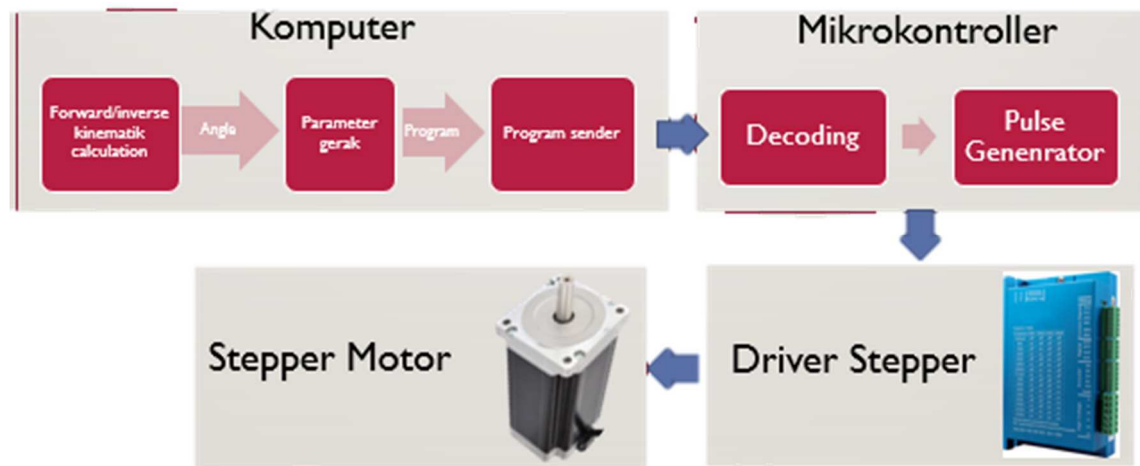 Komputer
Mikrokontroller
Forward/inverse
kinematik
calculation
Angle
Parameter
gerak
Program
Program sender
Decoding
Pulse
Genenrator
Stepper Motor
Driver Stepper